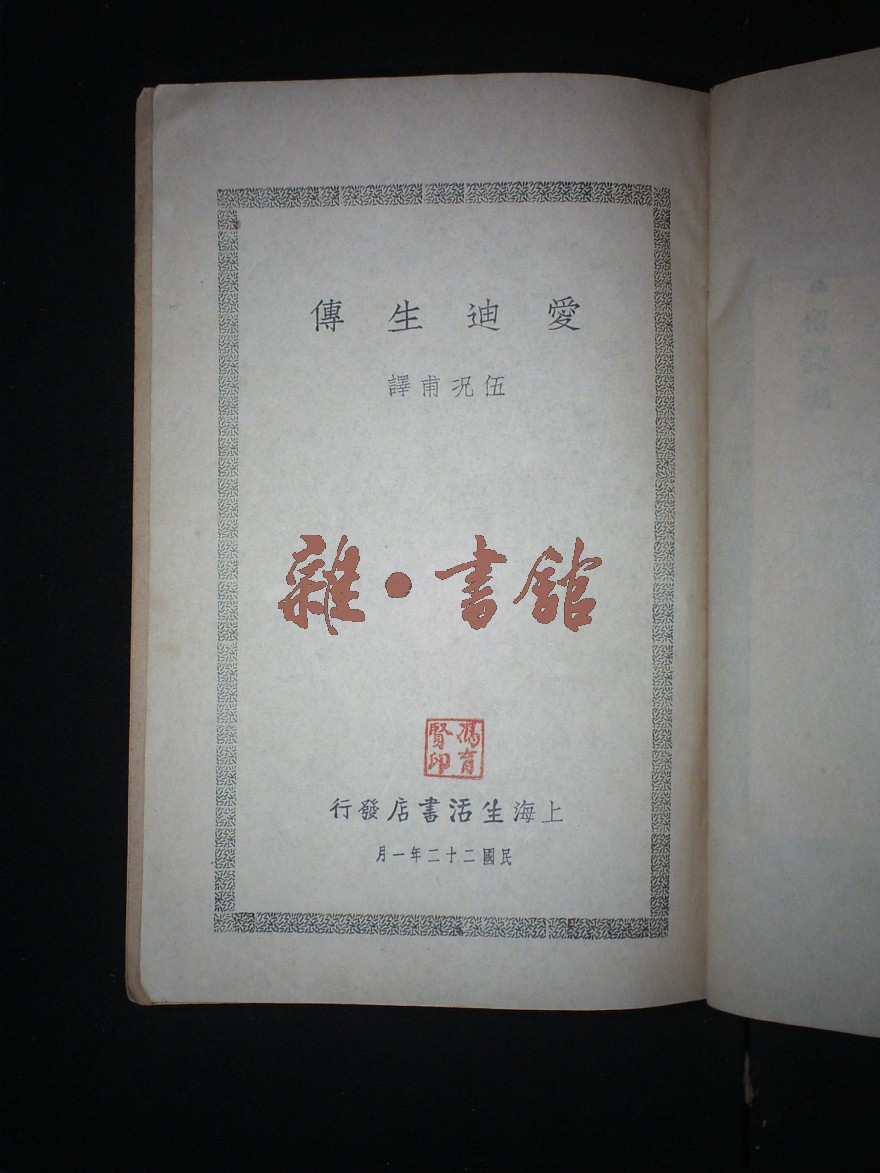 愛迪生傳
伍况甫譯
雜·書館
馮育賢印
上海生活書店發行
民國二十二年一月